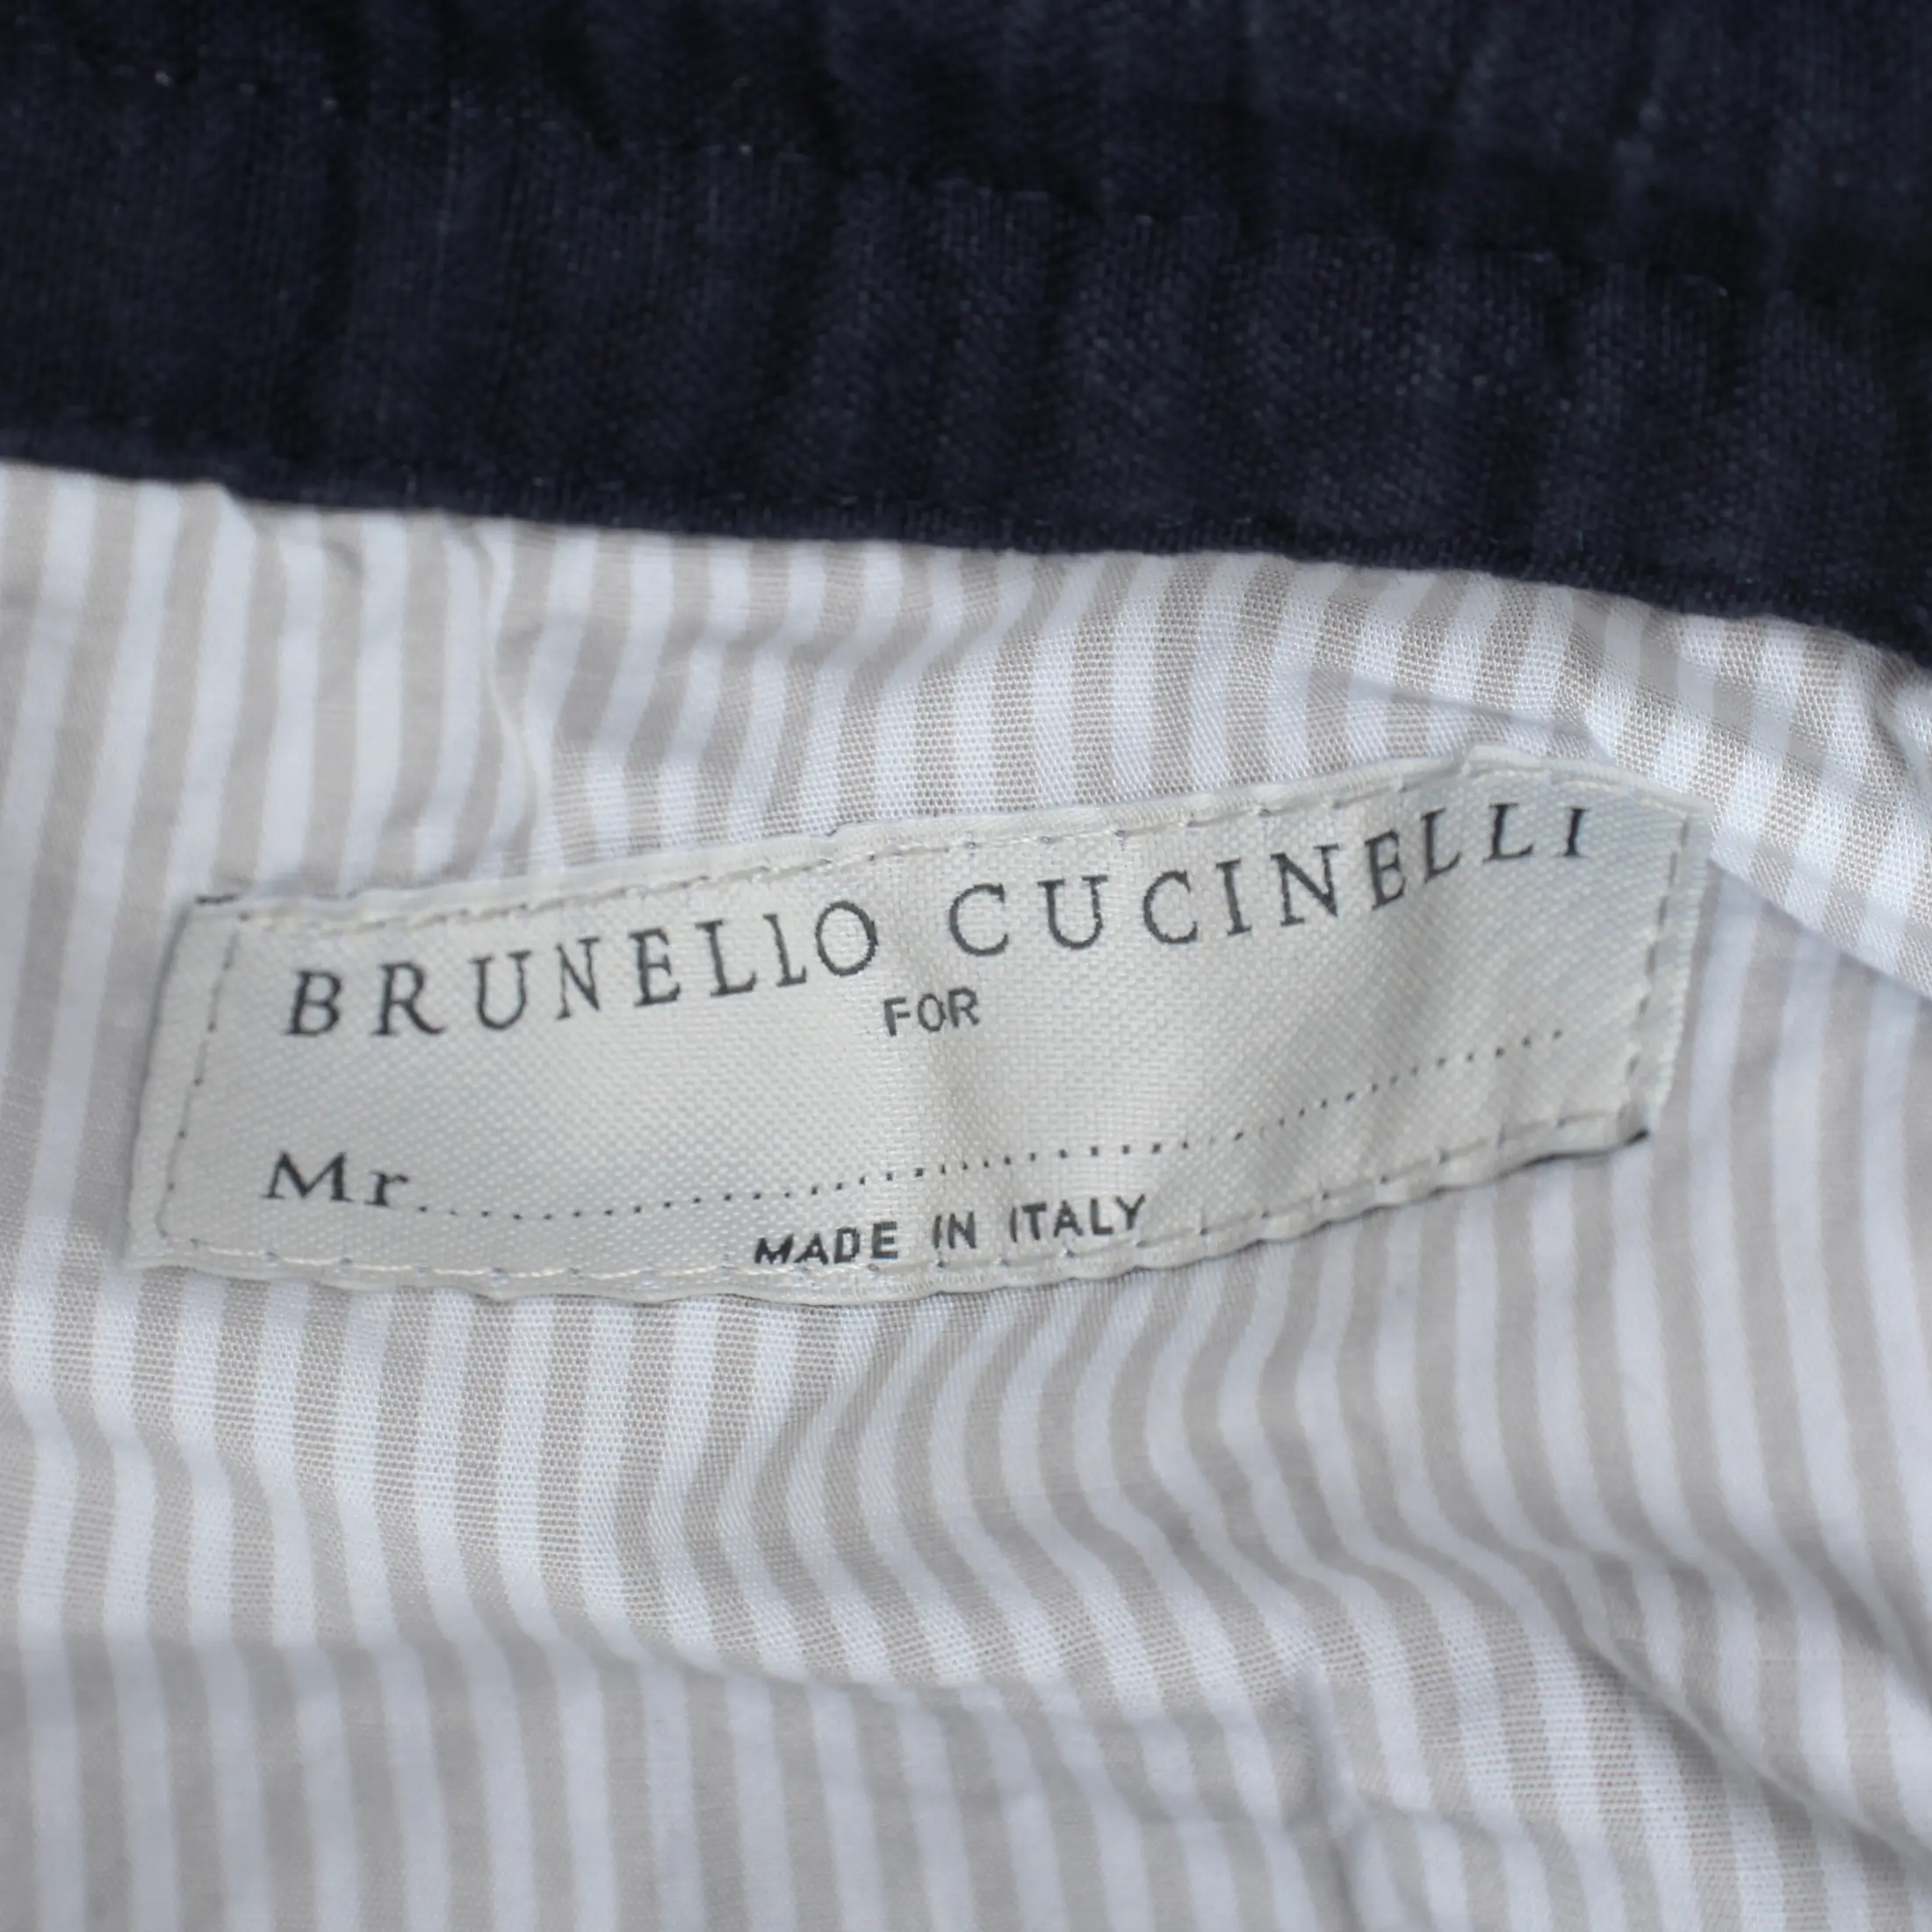 BRUNELLO CUCINELLI
FOR
Mr..............................................
MADE IN ITALY